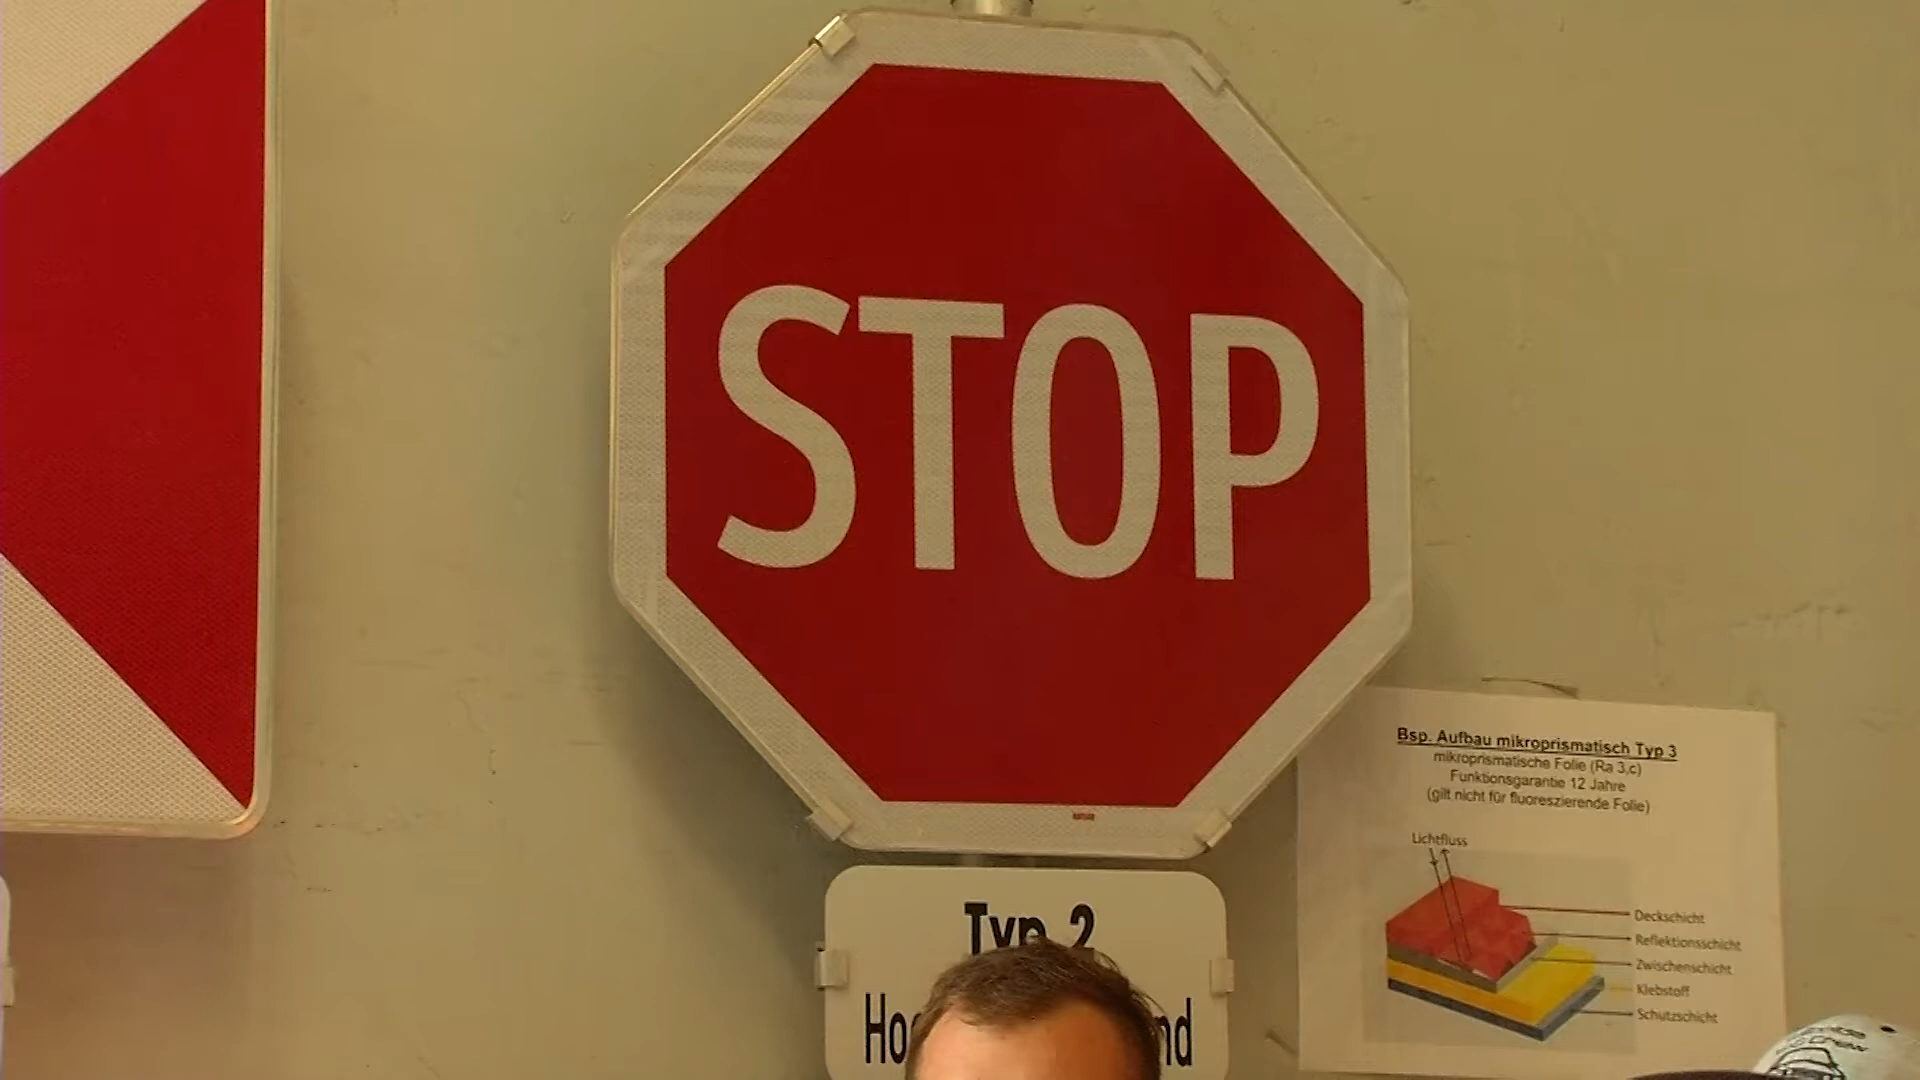 STOP
Typ 2
Bsp. Aufbau mikroprismatisch Typ 3
mikroprismatische Folie (Ra 3,c)
Funktionsgarantie 12 Jahre
(gilt nicht für fluoreszierende Folie)
Lichtfluss
Deckschicht
Reflektionsschicht
Zwischenschicht
Klebstoff
Schutzschicht